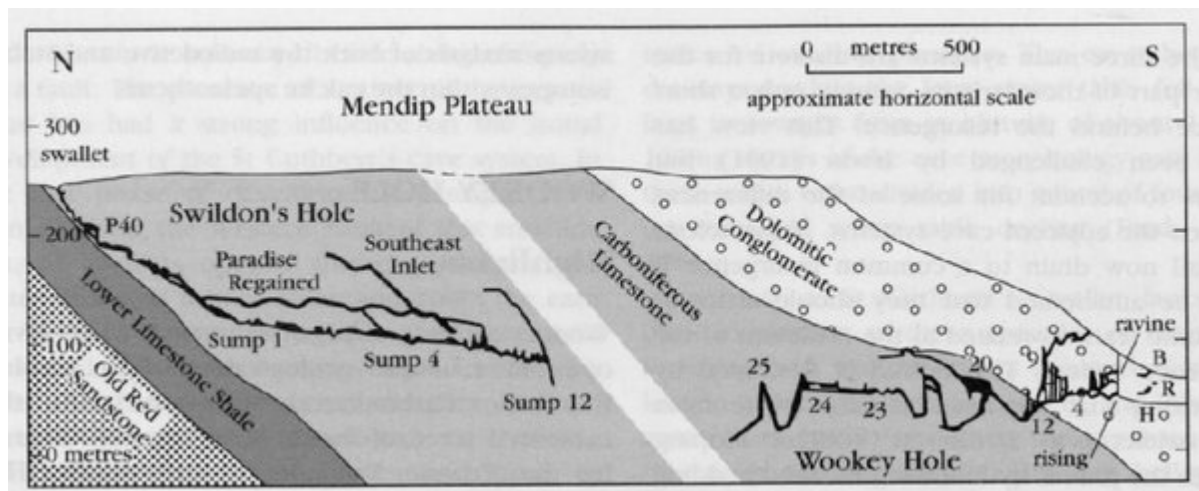 N
S
0 metres 500
approximate horizontal scale
Mendip Plateau
300
swallet
200
P40
Swildon's Hole
Southeast
Inlet
Paradise
Regained
Sump 1
Sump 4
Sump 12
100
Lower Limestone Shale
Old Red
Sandstone
0 metres
Carboniferous
Limestone
Dolomitic
Conglomerate
ravine
25
24
23
20
12
4
B
R
H
Wookey Hole
rising